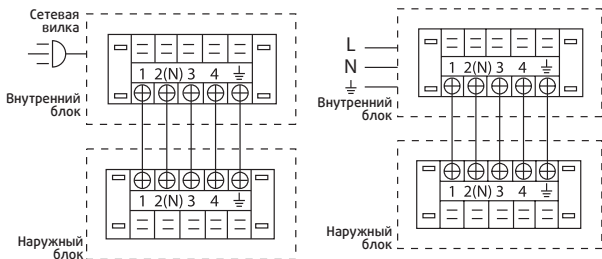 Сетевая
вилка
1 2(N) 3 4
Внутренний
блок
1 2(N) 3 4
Наружный
блок
L
N
1 2(N) 3 4
Внутренний
блок
1 2(N) 3 4
Наружный
блок